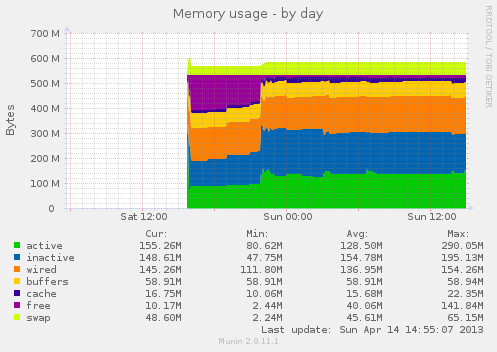 Memory usage - by day
RRDTOOL / TOBI OETIKER
Bytes
700 M
600 M
500 M
400 M
300 M
200 M
100 M
0
Sat 12:00 Sun 00:00 Sun 12:00
Cur: Min: Avg: Max:
active 155.26M 80.62M 128.50M 290.05M
inactive 148.61M 47.75M 154.78M 195.13M
wired 145.26M 111.80M 136.95M 154.26M
buffers 58.91M 58.91M 58.91M 58.94M
cache 16.75M 10.06M 15.68M 22.35M
free 10.17M 2.44M 40.06M 141.84M
swap 48.60M 2.24M 45.61M 65.15M
Last update: Sun Apr 14 14:55:07 2013
Munin 2.0.11.1